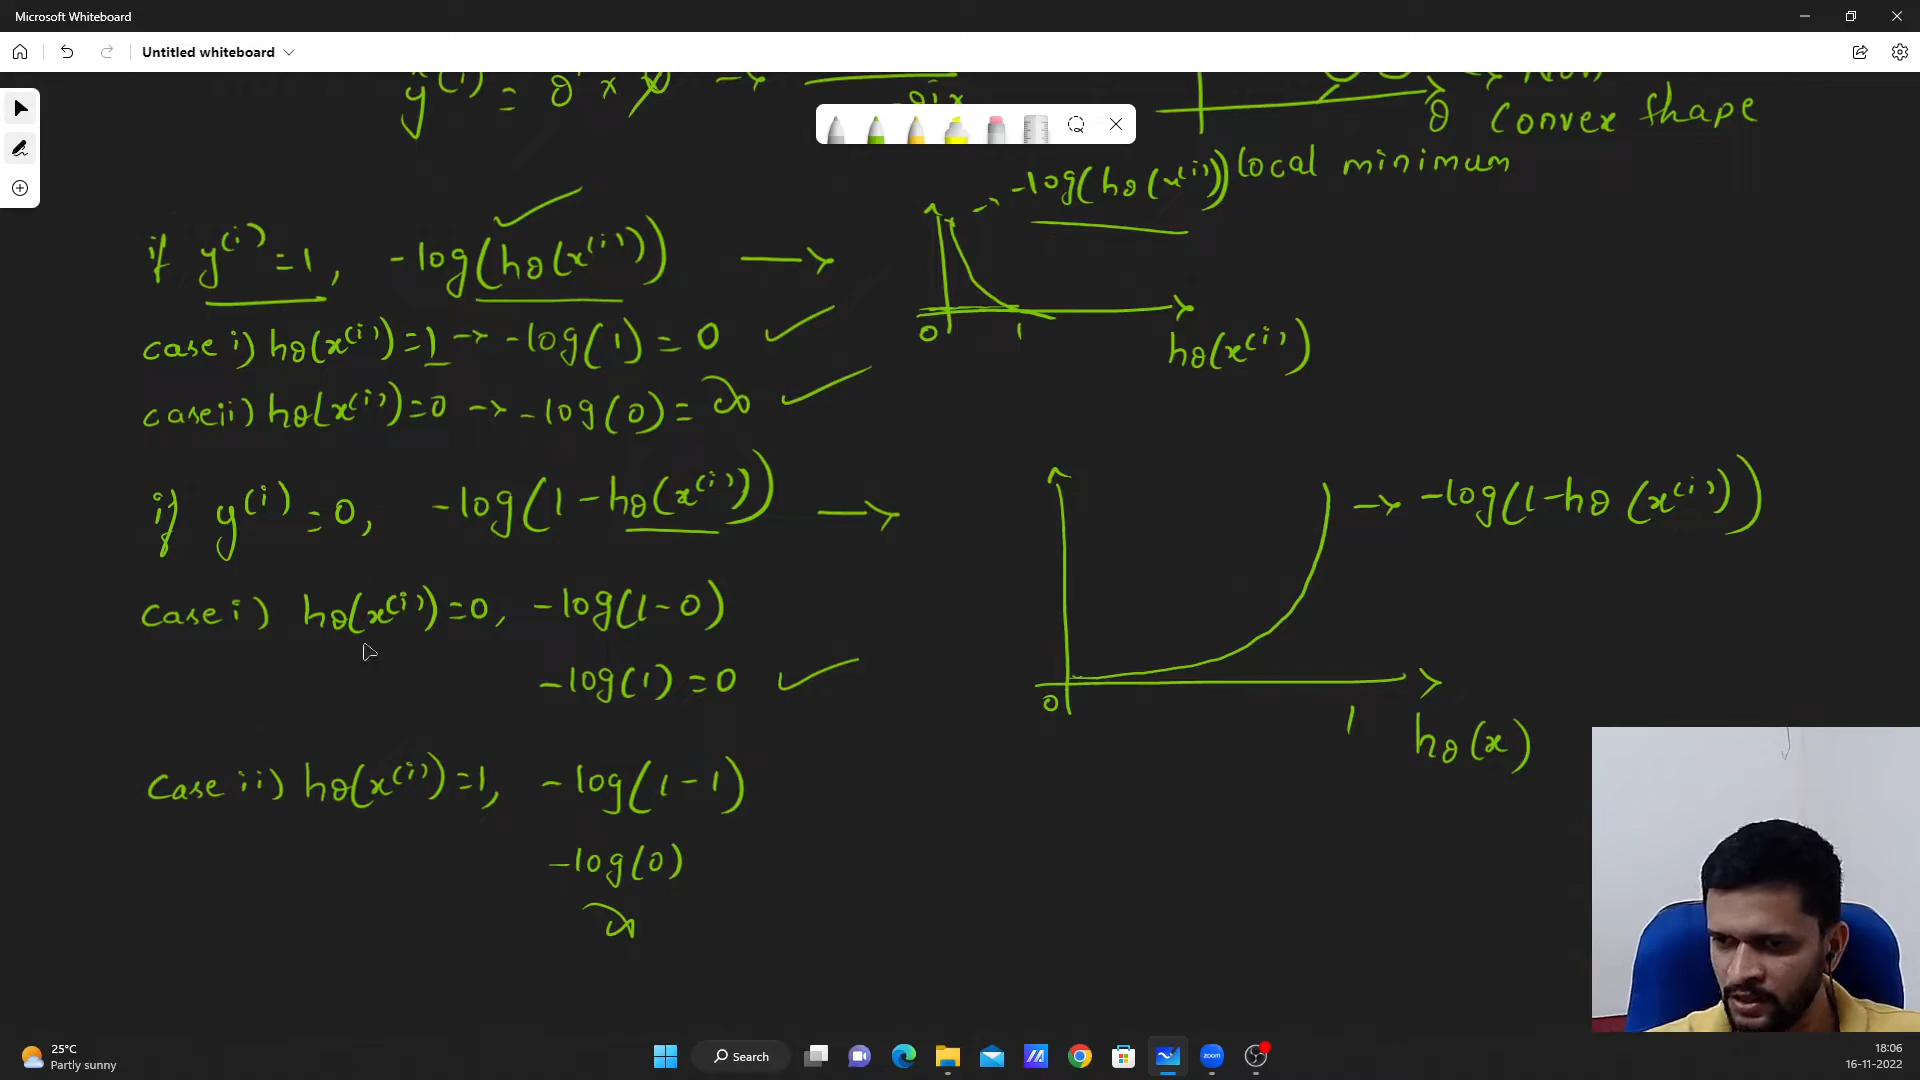 Microsoft Whiteboard
Untitled whiteboard
y^(i) =
Non
θ Convex shape
local minimum
-log(hθ(x^(i)))
if y^(i) = 1, -log(hθ(x^(i))) →
0 1
hθ(x^(i))
case i) hθ(x^(i)) = 1 → -log(1) = 0 ✓
case ii) hθ(x^(i)) = 0 → -log(0) = ∞ ✓
if y^(i) = 0, -log(1 - hθ(x^(i))) →
→ -log(1-hθ(x^(i)))
case i) hθ(x^(i)) = 0, -log(1-0)
-log(1) = 0 ✓
0 1
hθ(x)
Case ii) hθ(x^(i)) = 1, -log(1-1)
-log(0)
∞
25°C
Partly sunny
Search
zoom
18:06
16-11-2022